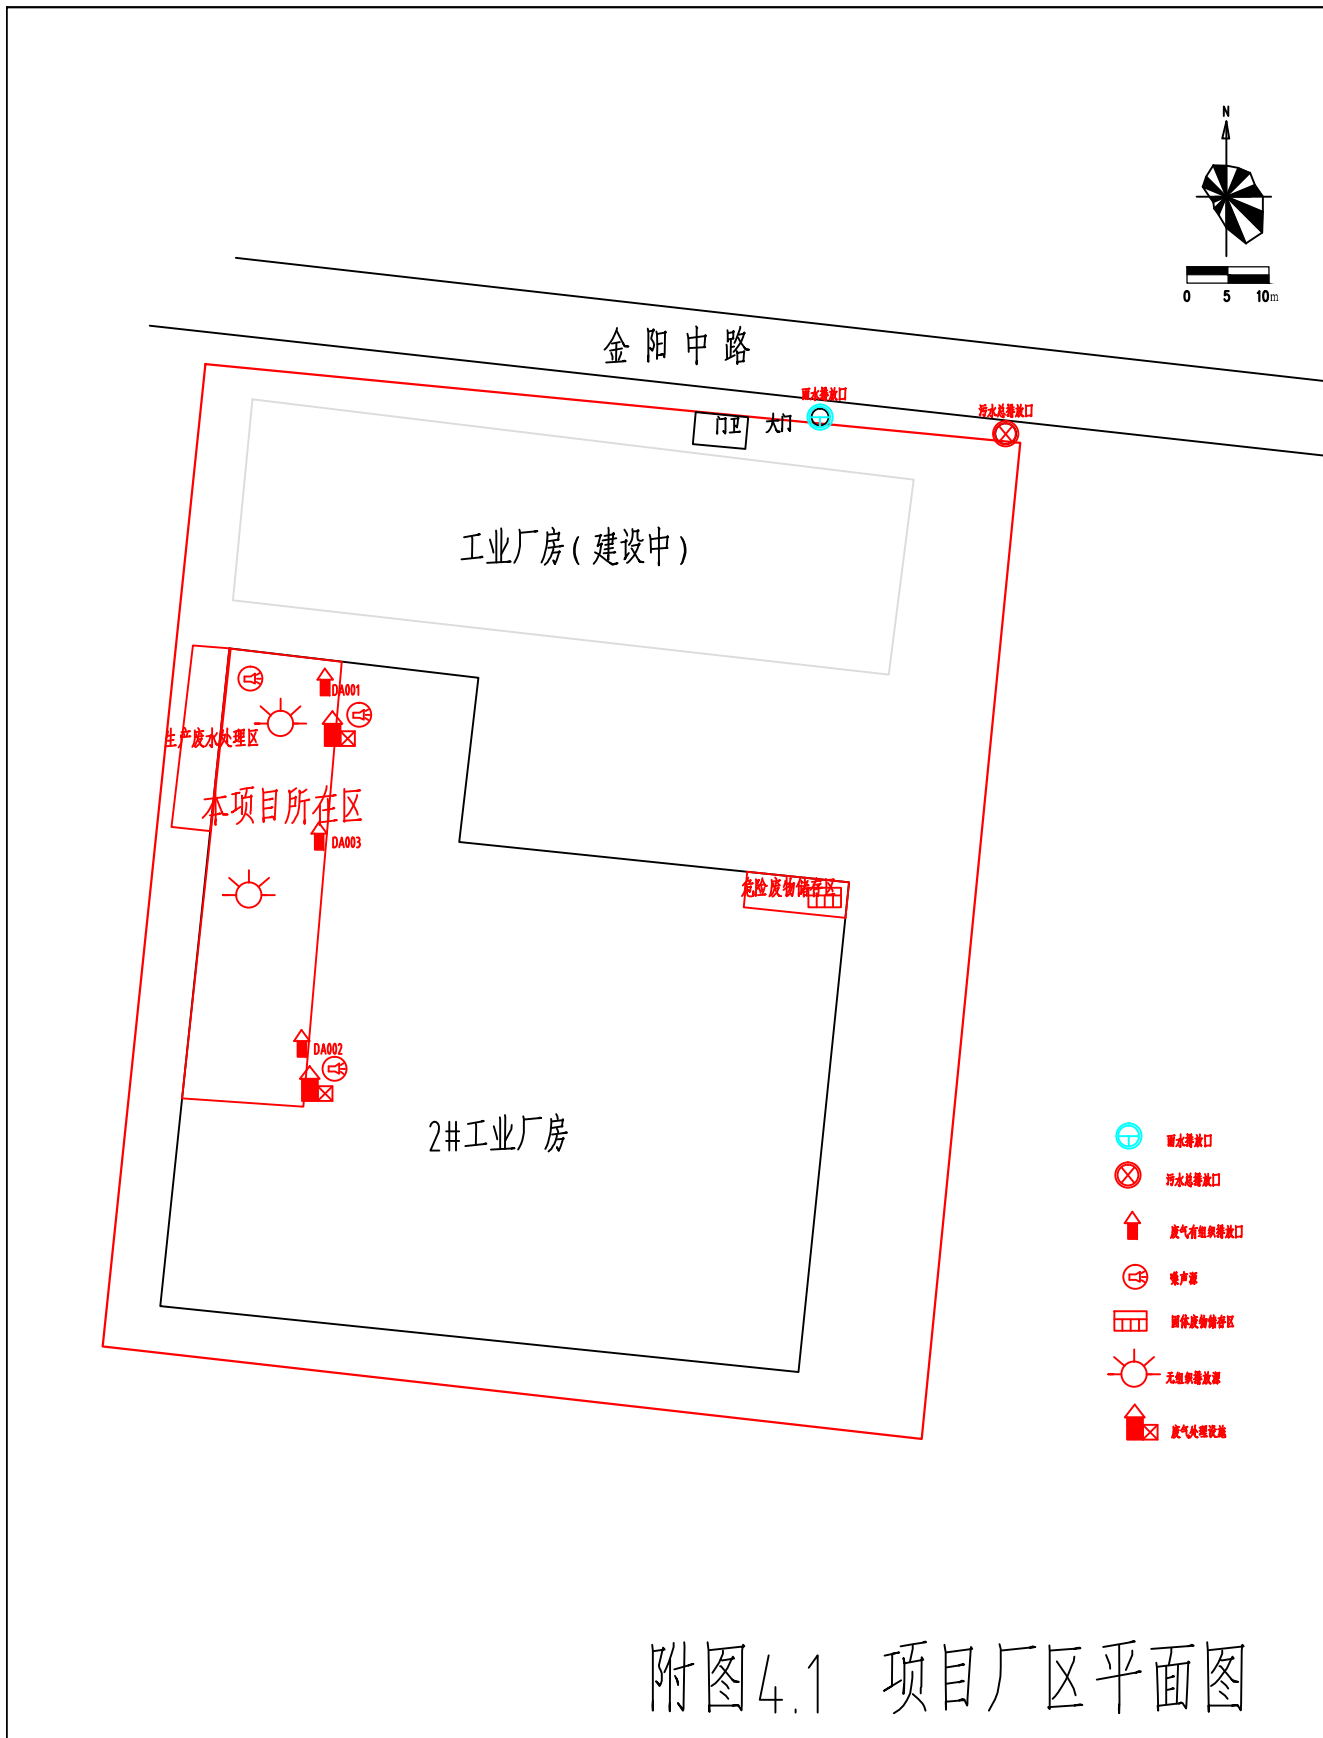 N
0 5 10m
金阳中路
雨水排放口
污水总排放口
门卫 大门
工业厂房(建设中)
DA001
生产废水处理区
本项目所在区
DA003
危险废物储存区
DA002
2#工业厂房
雨水排放口
污水总排放口
废气有组织排放口
噪声源
固体废物储存区
无组织排放源
废气处理设施
附图4.1 项目厂区平面图